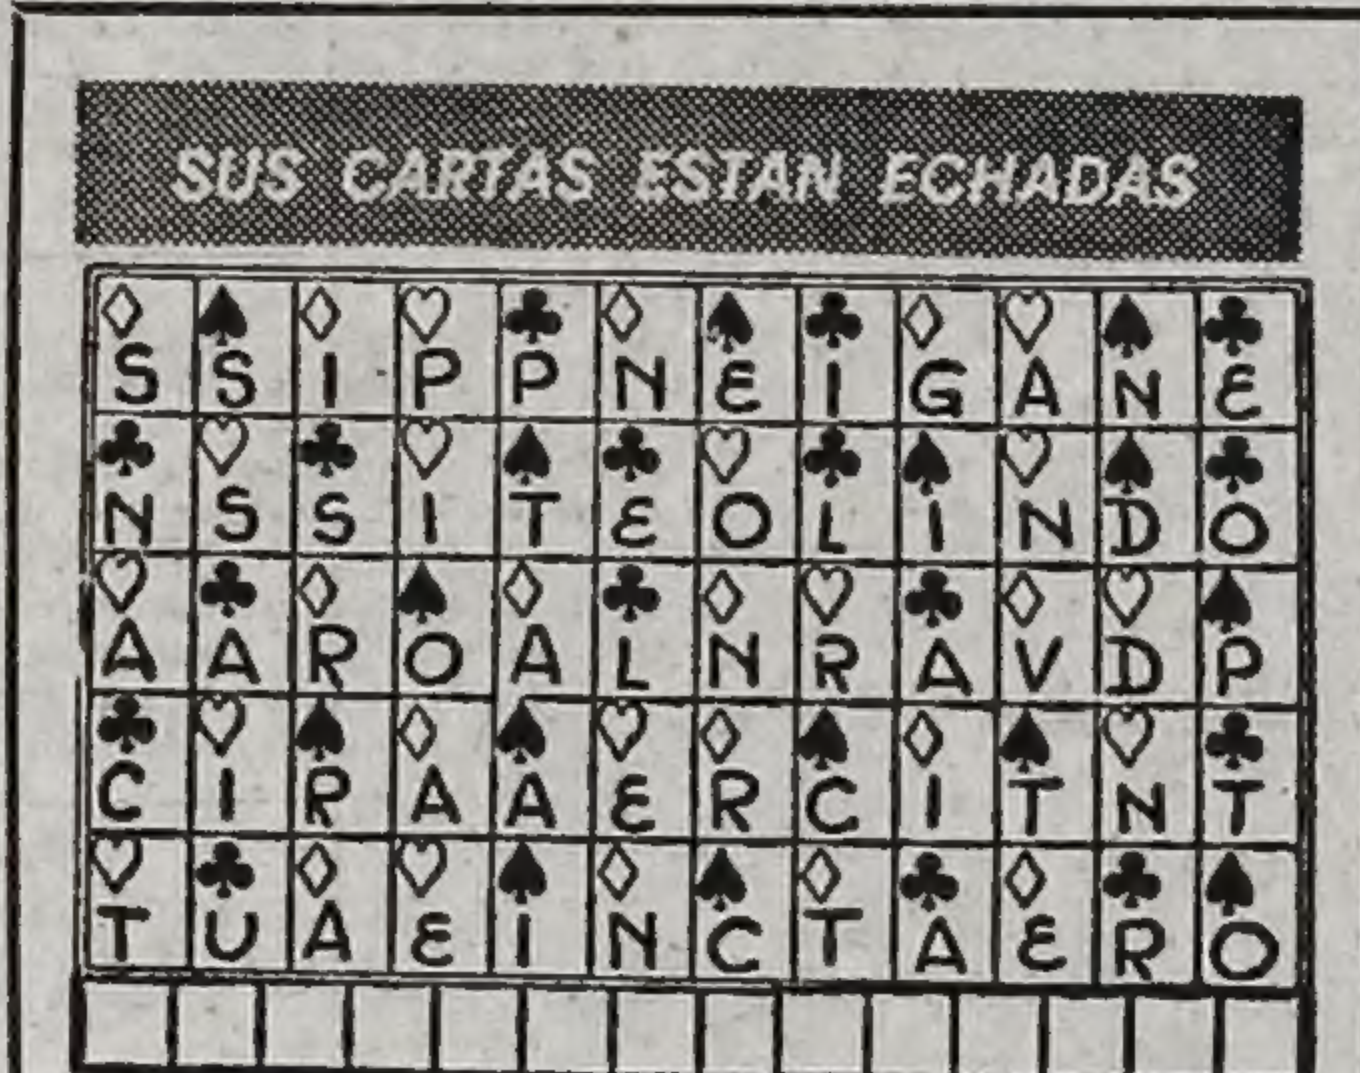 SUS CARTAS ESTAN ECHADAS
S S I P P N E I G A N E
N S S I T E O L I N D O
A A R O A L N R A V D P
C I R A A E R C I T N T
T U A E I N C T A E R O